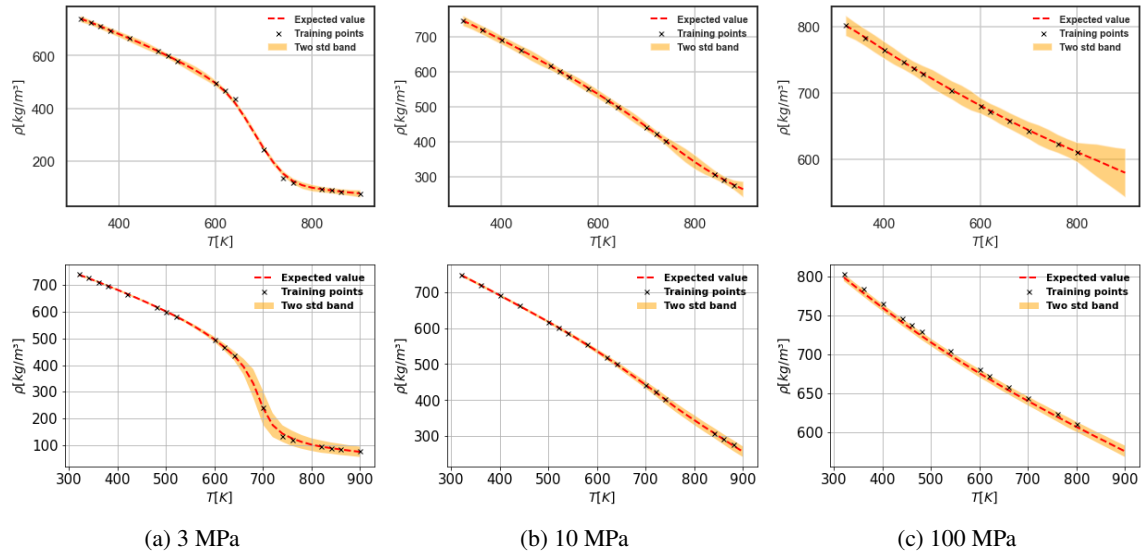 Expected value
Training points
Two std band
600
400
200
400
600
800
ρ[kg/m³]
T[K]
Expected value
Training points
Two std band
700
600
500
400
300
400
600
800
ρ[kg/m³]
T[K]
Expected value
Training points
Two std band
800
700
600
400
600
800
ρ[kg/m³]
T[K]
Expected value
Training points
Two std band
700
600
500
400
300
200
100
300
400
500
600
700
800
900
ρ[kg/m³]
T[K]
Expected value
Training points
Two std band
700
600
500
400
300
300
400
500
600
700
800
900
ρ[kg/m³]
T[K]
Expected value
Training points
Two std band
800
750
700
650
600
300
400
500
600
700
800
900
ρ[kg/m³]
T[K]
(a) 3 MPa
(b) 10 MPa
(c) 100 MPa